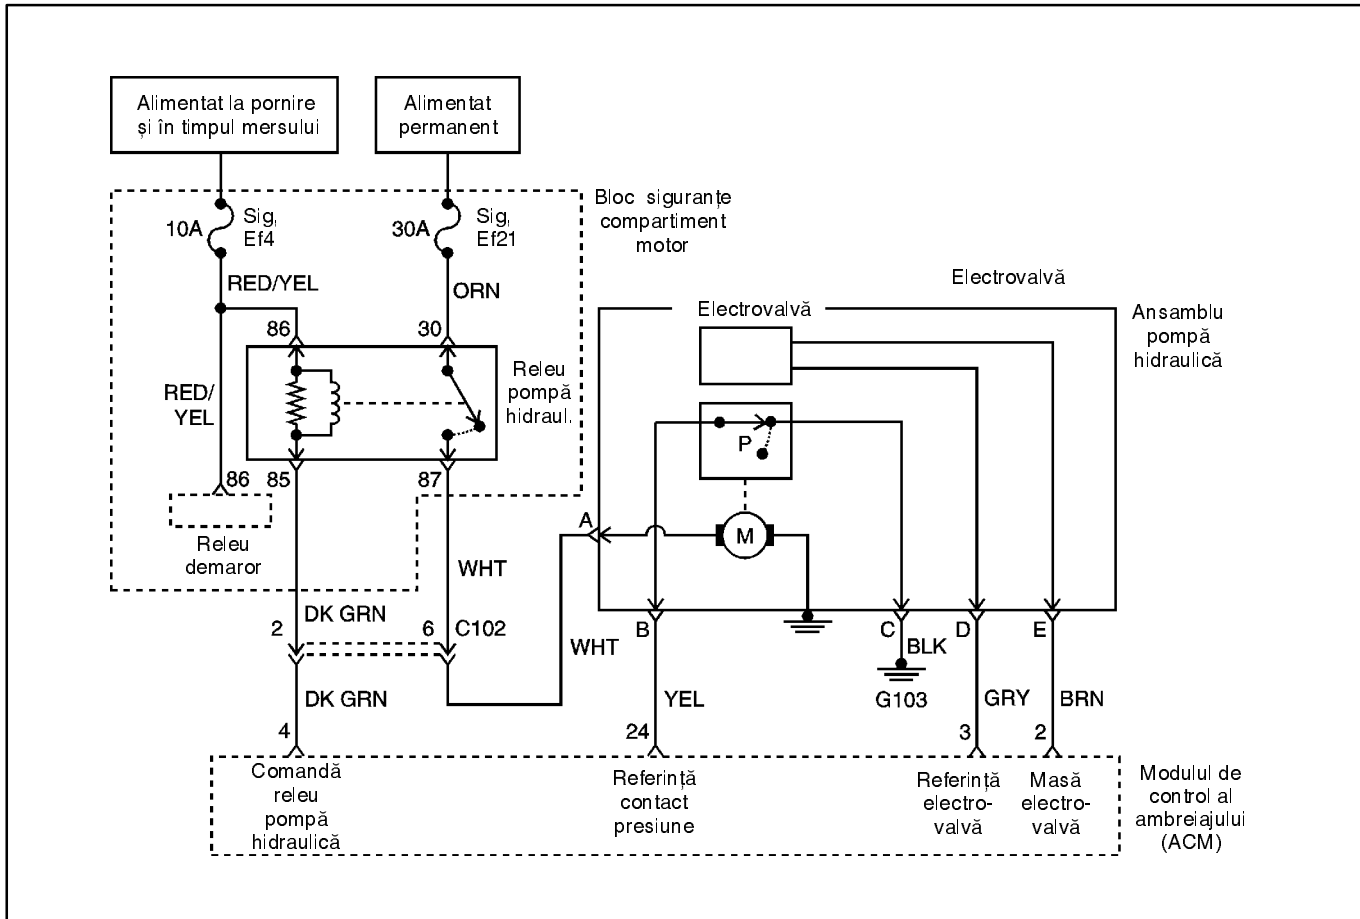 Alimentat la pornire
și în timpul mersului
Alimentat
permanent
Bloc siguranțe
compartiment
motor
10A
Sig,
Ef4
30A
Sig,
Ef21
RED/YEL
ORN
Electrovalvă
Electrovalvă
Ansamblu
pompă
hidraulică
86
30
Releu
pompă
hidraul.
RED/
YEL
P
86
85
87
A
M
Releu
demaror
WHT
DK GRN
2
6
C102
B
C
D
E
WHT
BLK
DK GRN
YEL
G103
GRY
BRN
4
24
3
2
Comandă
releu
pompă
hidraulică
Referință
contact
presiune
Referință
electro-
valvă
Masă
electro-
valvă
Modulul de
control al
ambreiajului
(ACM)